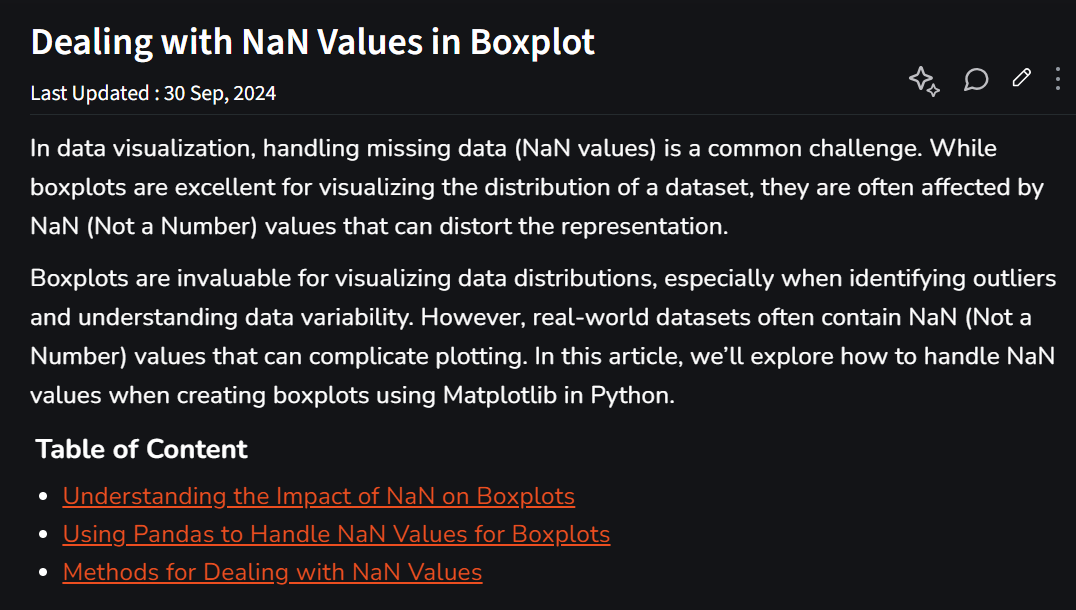 Dealing with NaN Values in Boxplot
Last Updated : 30 Sep, 2024
In data visualization, handling missing data (NaN values) is a common challenge. While
boxplots are excellent for visualizing the distribution of a dataset, they are often affected by
NaN (Not a Number) values that can distort the representation.
Boxplots are invaluable for visualizing data distributions, especially when identifying outliers
and understanding data variability. However, real-world datasets often contain NaN (Not a
Number) values that can complicate plotting. In this article, we’ll explore how to handle NaN
values when creating boxplots using Matplotlib in Python.
Table of Content
Understanding the Impact of NaN on Boxplots
Using Pandas to Handle NaN Values for Boxplots
Methods for Dealing with NaN Values